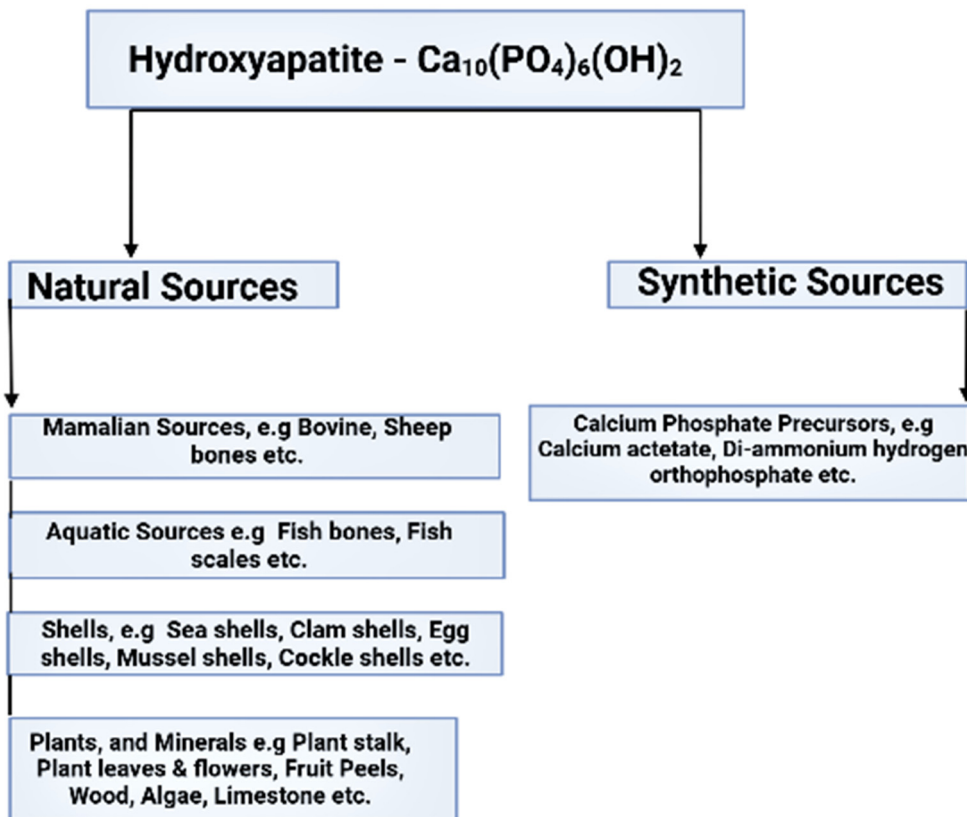 Hydroxyapatite - Ca₁₀(PO₄)₆(OH)₂
Natural Sources
Synthetic Sources
Mamalian Sources, e.g Bovine, Sheep
bones etc.
Calcium Phosphate Precursors, e.g
Calcium actetate, Di-ammonium hydrogen
orthophosphate etc.
Aquatic Sources e.g Fish bones, Fish
scales etc.
Shells, e.g Sea shells, Clam shells, Egg
shells, Mussel shells, Cockle shells etc.
Plants, and Minerals e.g Plant stalk,
Plant leaves & flowers, Fruit Peels,
Wood, Algae, Limestone etc.